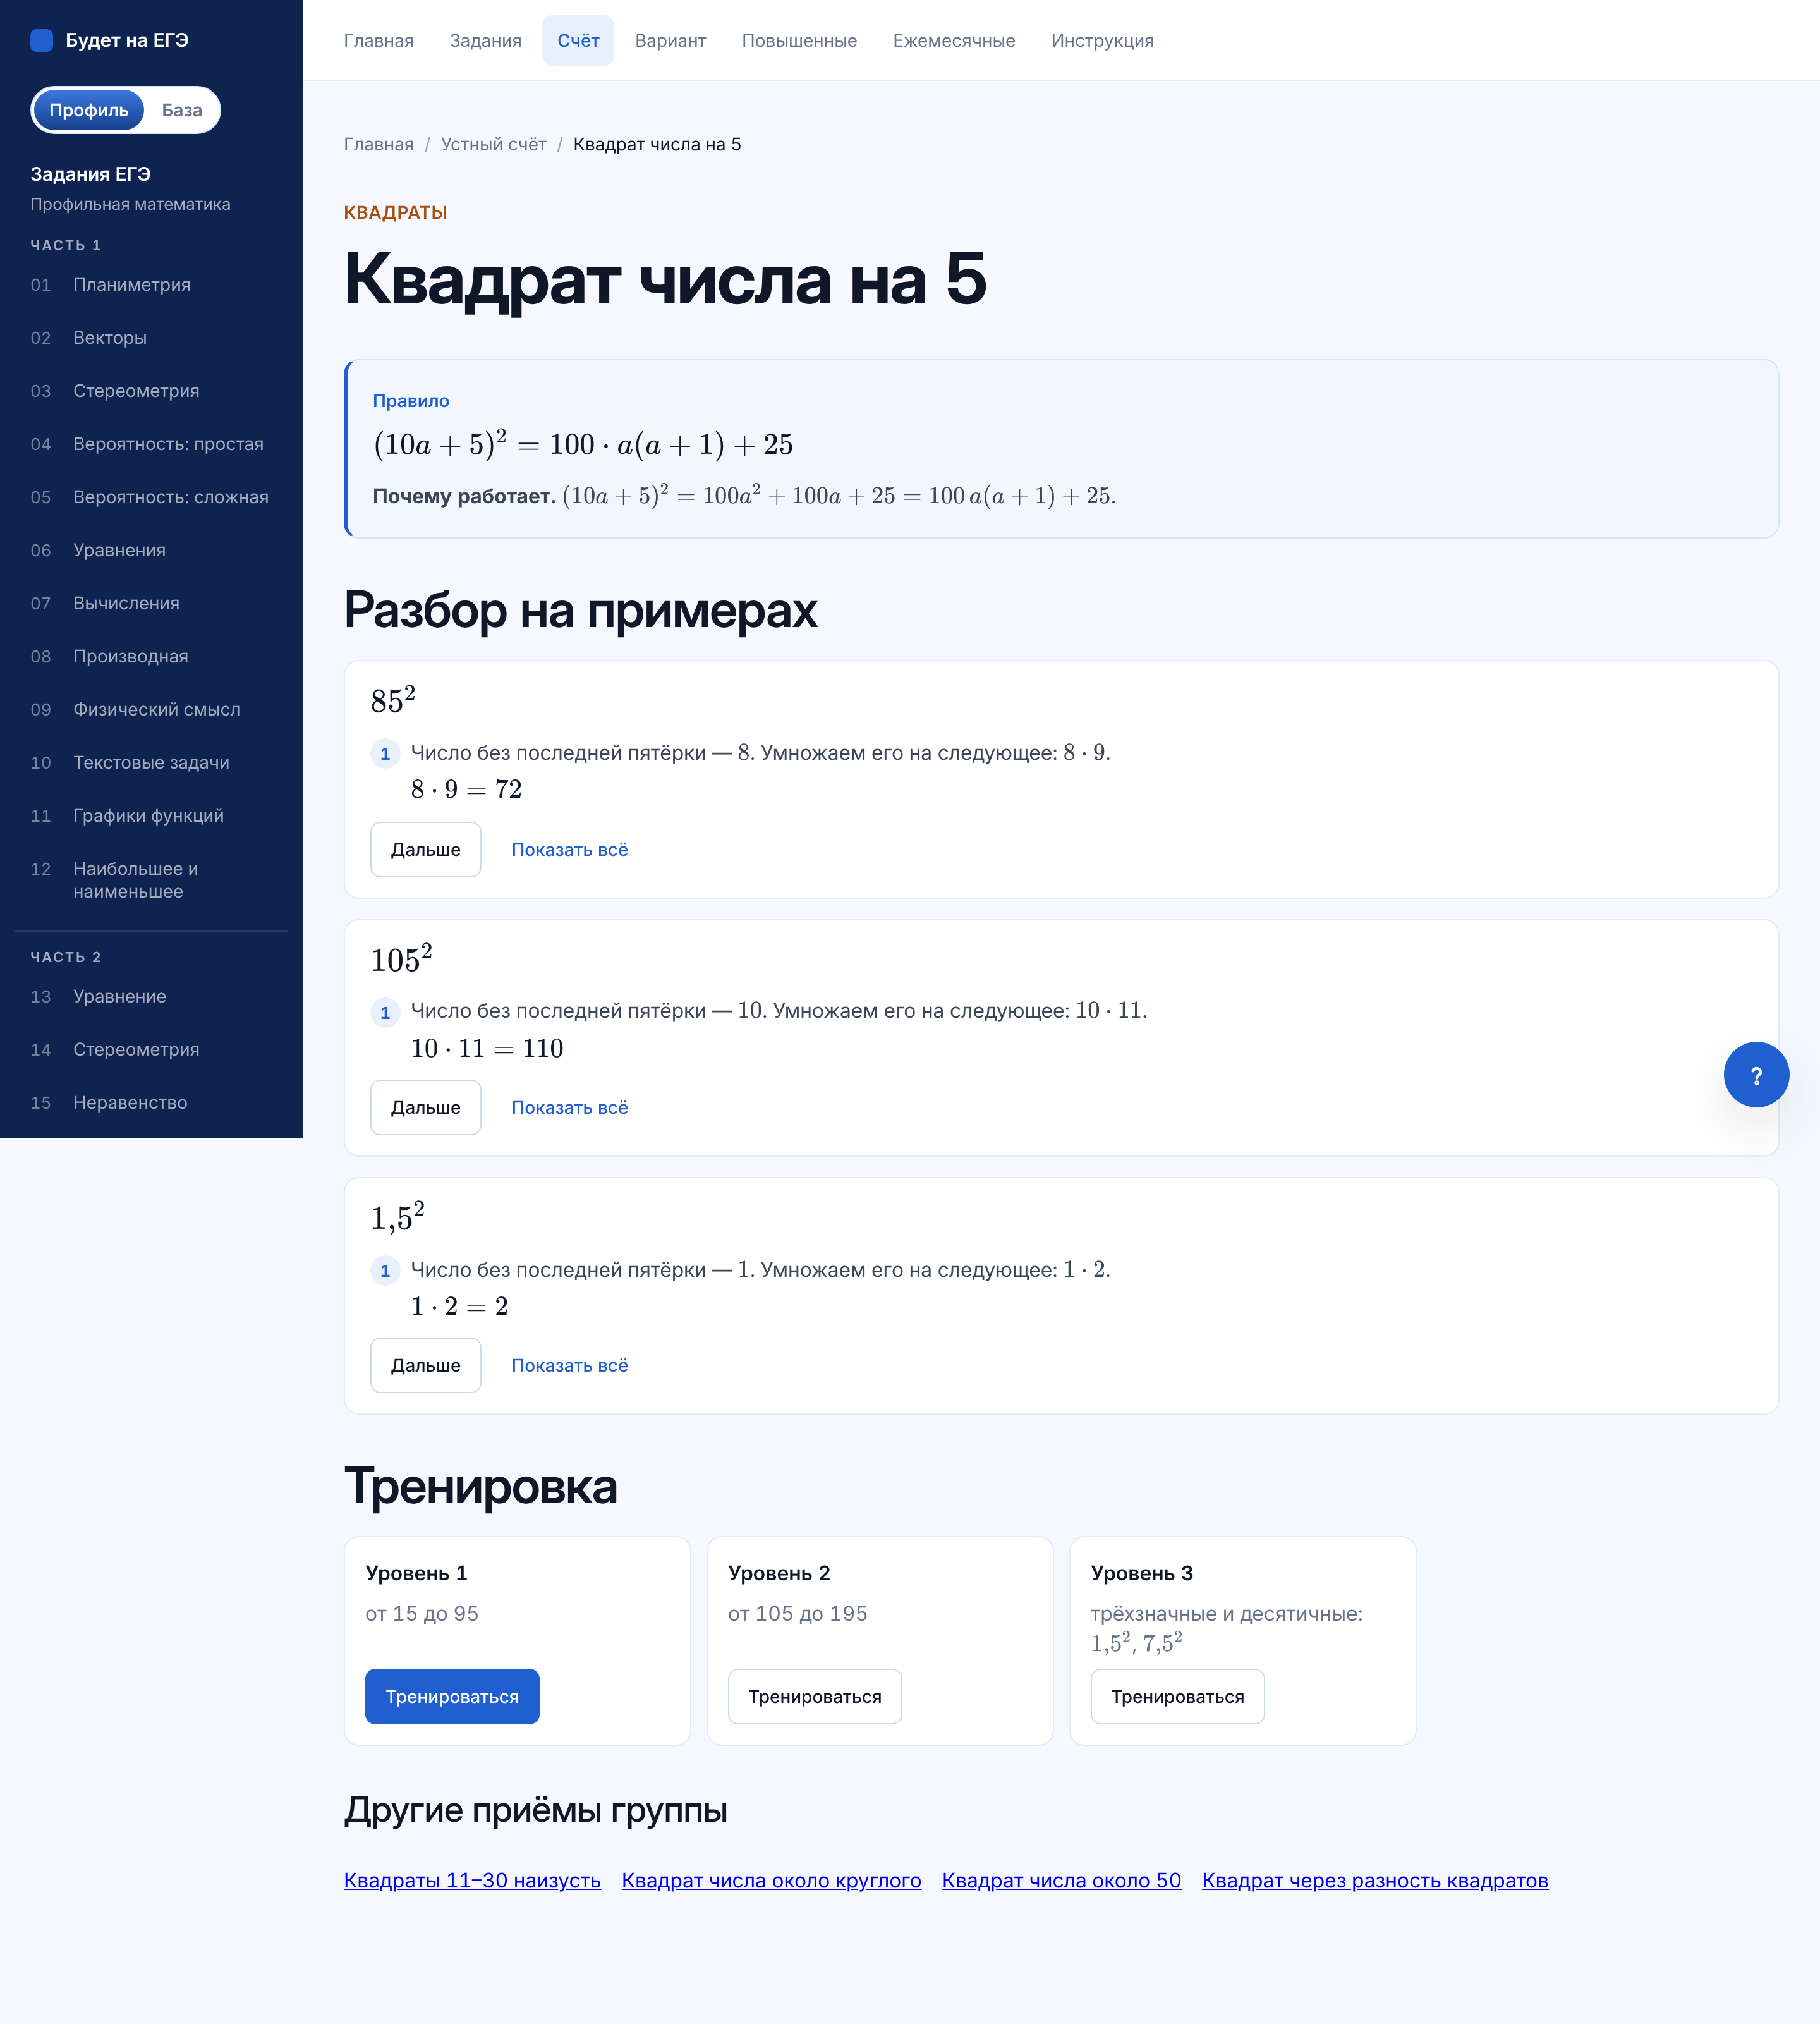 Будет на ЕГЭ
Профиль
База
Задания ЕГЭ
Профильная математика
ЧАСТЬ 1
01 Планиметрия
02 Векторы
03 Стереометрия
04 Вероятность: простая
05 Вероятность: сложная
06 Уравнения
07 Вычисления
08 Производная
09 Физический смысл
10 Текстовые задачи
11 Графики функций
12 Наибольшее и
наименьшее
ЧАСТЬ 2
13 Уравнение
14 Стереометрия
15 Неравенство
Главная Задания Счёт Вариант Повышенные Ежемесячные Инструкция
Главная / Устный счёт / Квадрат числа на 5
КВАДРАТЫ
Квадрат числа на 5
Правило
(10a + 5)² = 100 · a(a + 1) + 25
Почему работает. (10a + 5)² = 100a² + 100a + 25 = 100 a(a + 1) + 25.
Разбор на примерах
85²
1 Число без последней пятёрки — 8. Умножаем его на следующее: 8 · 9.
8 · 9 = 72
Дальше Показать всё
105²
1 Число без последней пятёрки — 10. Умножаем его на следующее: 10 · 11.
10 · 11 = 110
Дальше Показать всё
1,5²
1 Число без последней пятёрки — 1. Умножаем его на следующее: 1 · 2.
1 · 2 = 2
Дальше Показать всё
?
Тренировка
Уровень 1
от 15 до 95
Тренироваться
Уровень 2
от 105 до 195
Тренироваться
Уровень 3
трёхзначные и десятичные:
1,5², 7,5²
Тренироваться
Другие приёмы группы
Квадраты 11–30 наизусть Квадрат числа около круглого Квадрат числа около 50 Квадрат через разность квадратов